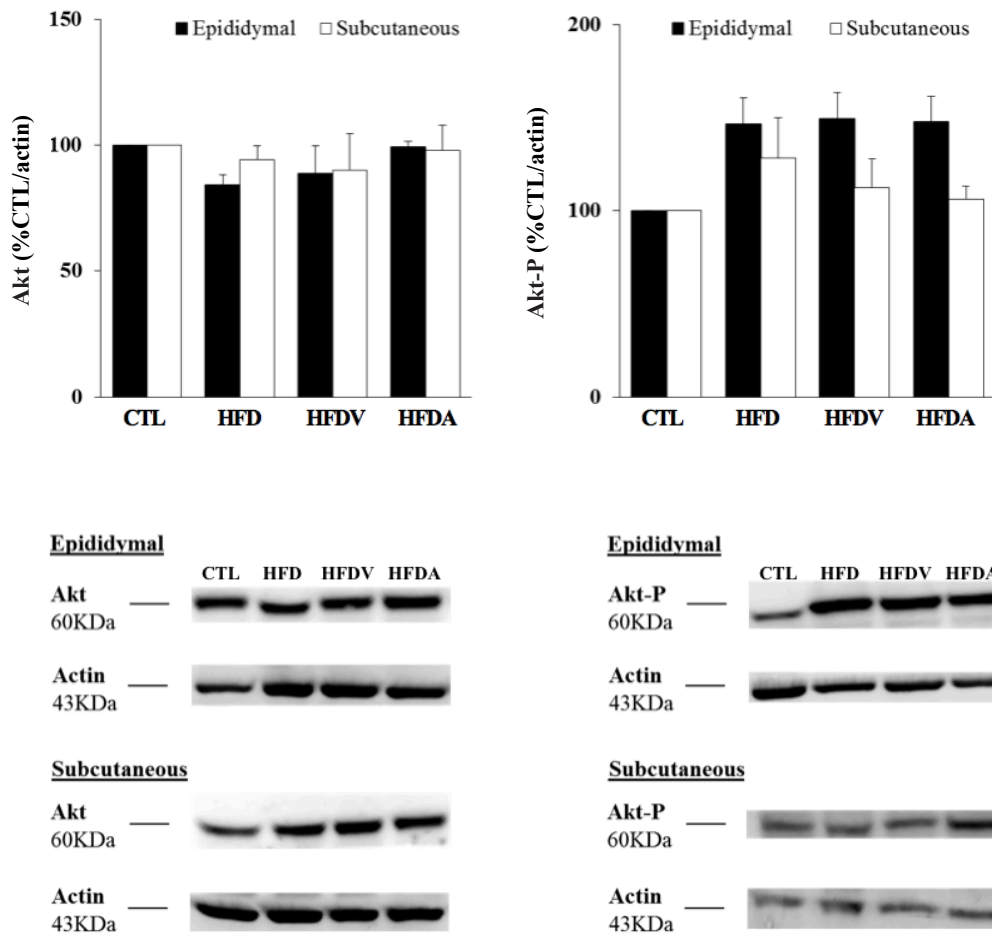 150
Epididymal Subcutaneous
100
50
0
Akt (%CTL/actin)
CTL HFD HFDV HFDA
200
Epididymal Subcutaneous
100
0
Akt-P (%CTL/actin)
CTL HFD HFDV HFDA
Epididymal
CTL HFD HFDV HFDA
Akt
60KDa
Actin
43KDa
Subcutaneous
Akt
60KDa
Actin
43KDa
Epididymal
CTL HFD HFDV HFDA
Akt-P
60KDa
Actin
43KDa
Subcutaneous
Akt-P
60KDa
Actin
43KDa